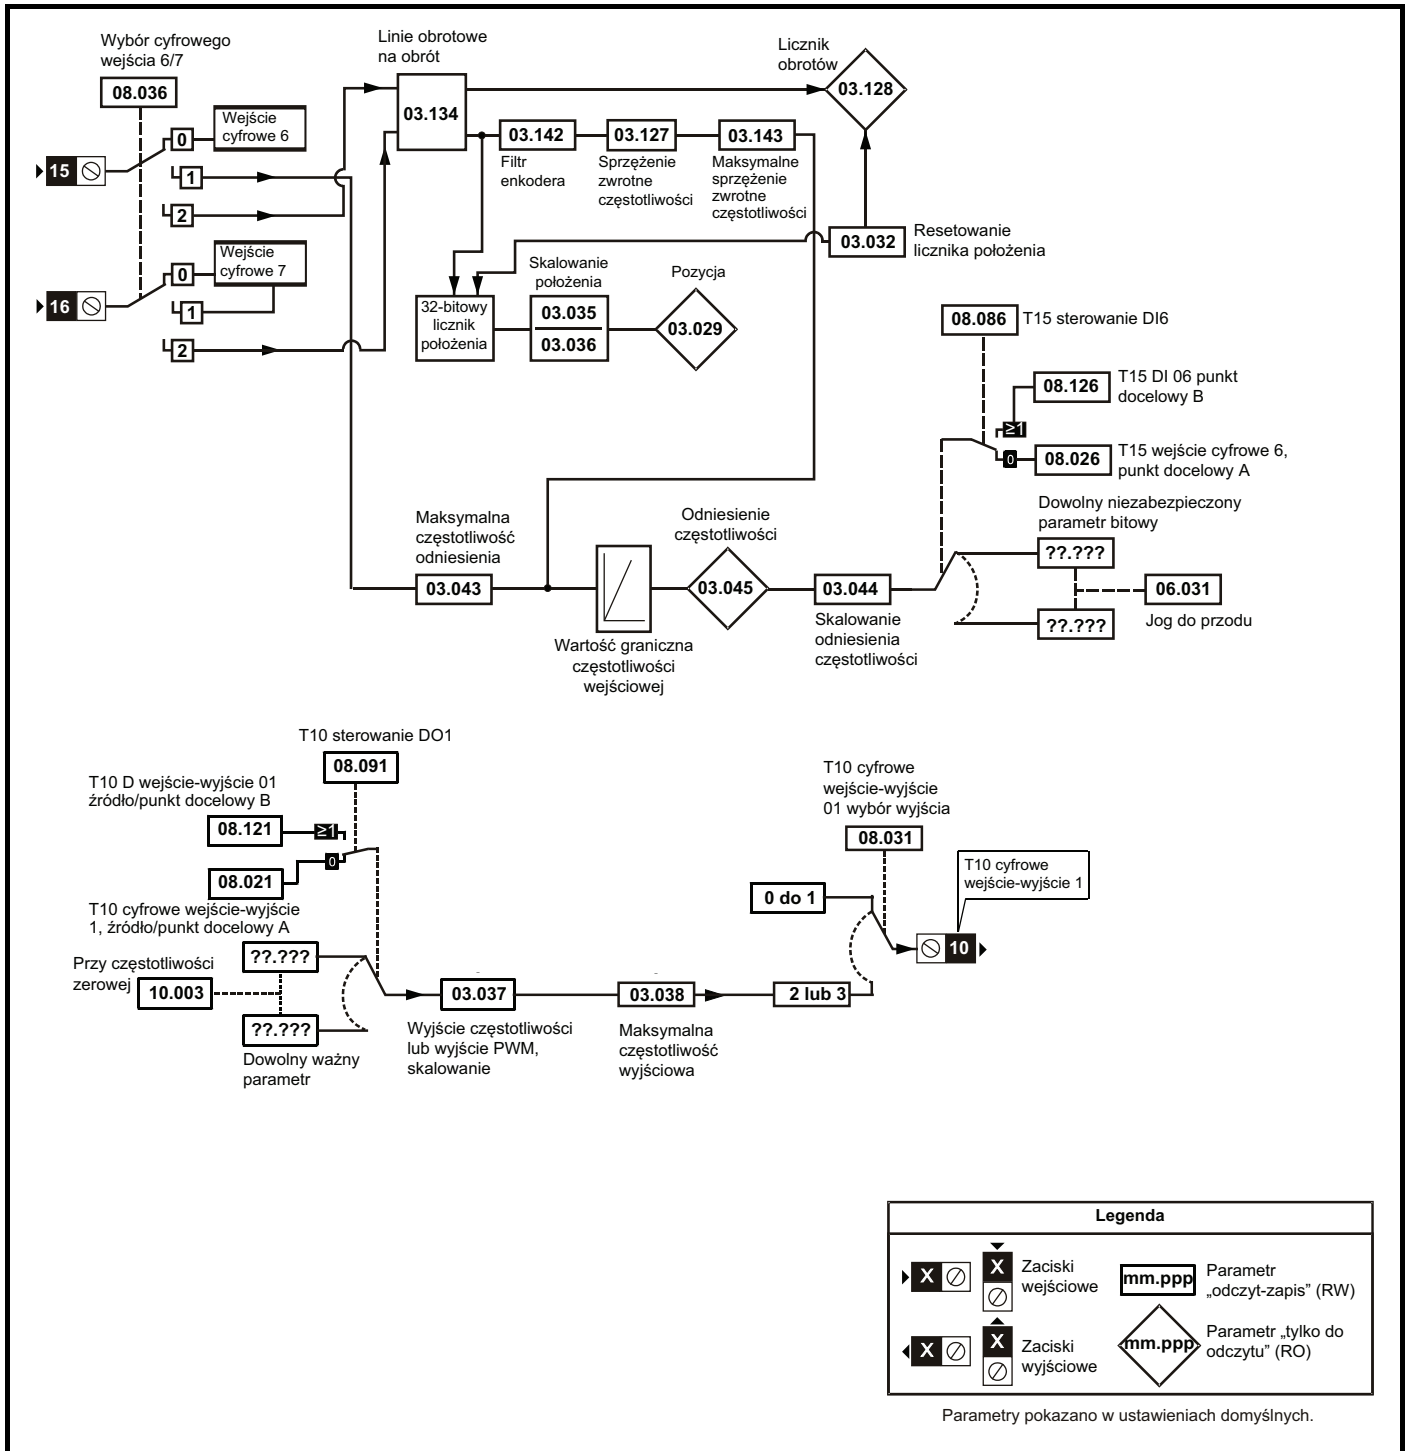 Wybór cyfrowego
wejścia 6/7
08.036
Linie obrotowe
na obrót
03.134
Licznik
obrotów
03.128
Wejście
cyfrowe 6
0
15
1
2
Wejście
cyfrowe 7
0
16
1
2
03.142
Filtr
enkodera
03.127
Sprzężenie
zwrotne
częstotliwości
03.143
Maksymalne
sprzężenie
zwrotne
częstotliwości
03.032
Resetowanie
licznika położenia
32-bitowy
licznik
położenia
Skalowanie
położenia
03.035
03.036
Pozycja
03.029
08.086
T15 sterowanie DI6
08.126
T15 DI 06 punkt
docelowy B
≥1
0
08.026
T15 wejście cyfrowe 6,
punkt docelowy A
Maksymalna
częstotliwość
odniesienia
03.043
Wartość graniczna
częstotliwości
wejściowej
Odniesienie
częstotliwości
03.045
03.044
Skalowanie
odniesienia
częstotliwości
Dowolny niezabezpieczony
parametr bitowy
??.???
??.???
06.031
Jog do przodu
T10 sterowanie DO1
08.091
T10 D wejście-wyjście 01
źródło/punkt docelowy B
08.121
≥1
0
08.021
T10 cyfrowe wejście-wyjście
1, źródło/punkt docelowy A
??.???
Przy częstotliwości
zerowej
10.003
??.???
Dowolny ważny
parametr
03.037
Wyjście częstotliwości
lub wyjście PWM,
skalowanie
03.038
Maksymalna
częstotliwość
wyjściowa
T10 cyfrowe
wejście-wyjście
01 wybór wyjścia
08.031
0 do 1
2 lub 3
T10 cyfrowe
wejście-wyjście 1
10
Legenda
X
X
Zaciski
wejściowe
mm.ppp
Parametr
„odczyt-zapis” (RW)
X
X
Zaciski
wyjściowe
mm.ppp
Parametr „tylko do
odczytu” (RO)
Parametry pokazano w ustawieniach domyślnych.